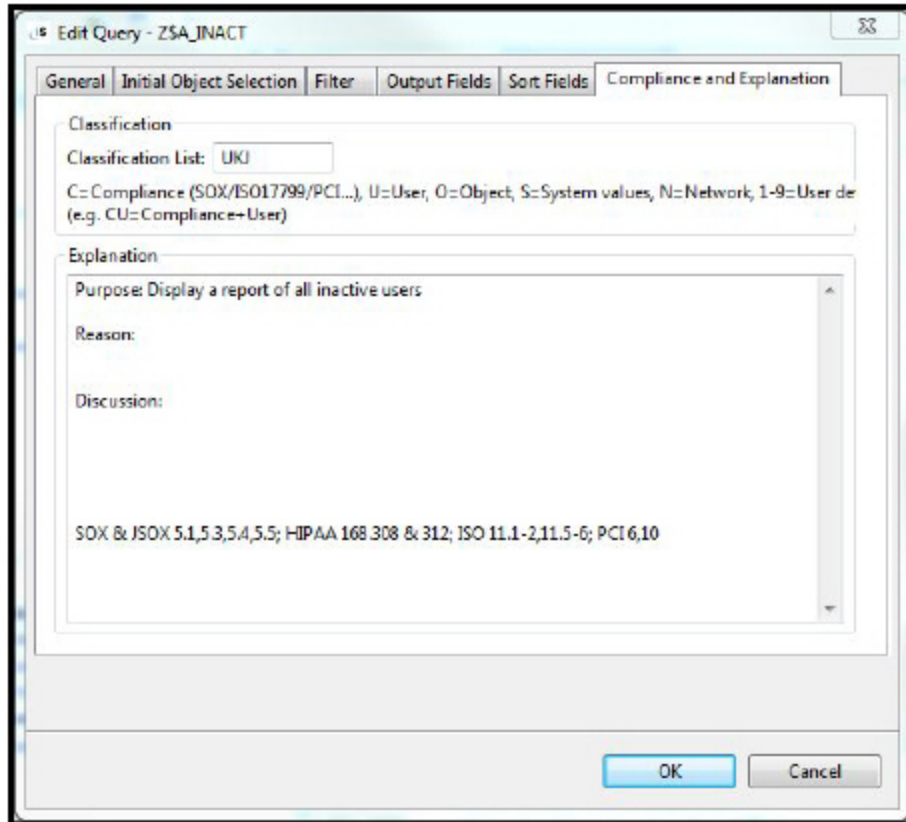 Edit Query - Z$A_INACT
General Initial Object Selection Filter Output Fields Sort Fields Compliance and Explanation
Classification
Classification List: UKJ
C=Compliance (SOX/ISO17799/PCI...), U=User, O=Object, S=System values, N=Network, 1-9=User de
(e.g. CU=Compliance+User)
Explanation
Purpose: Display a report of all inactive users
Reason:
Discussion:
SOX & JSOX 5.1,5.3,5.4,5.5; HIPAA 168.308 & 312; ISO 11.1-2,11.5-6; PCI 6,10
OK Cancel